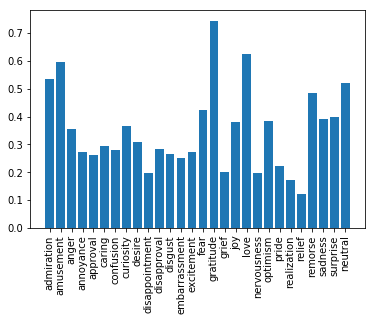 0.7
0.6
0.5
0.4
0.3
0.2
0.1
0.0
admiration
amusement
anger
annoyance
approval
caring
confusion
curiosity
desire
disappointment
disapproval
disgust
embarrassment
excitement
fear
gratitude
grief
joy
love
nervousness
optimism
pride
realization
relief
remorse
sadness
surprise
neutral